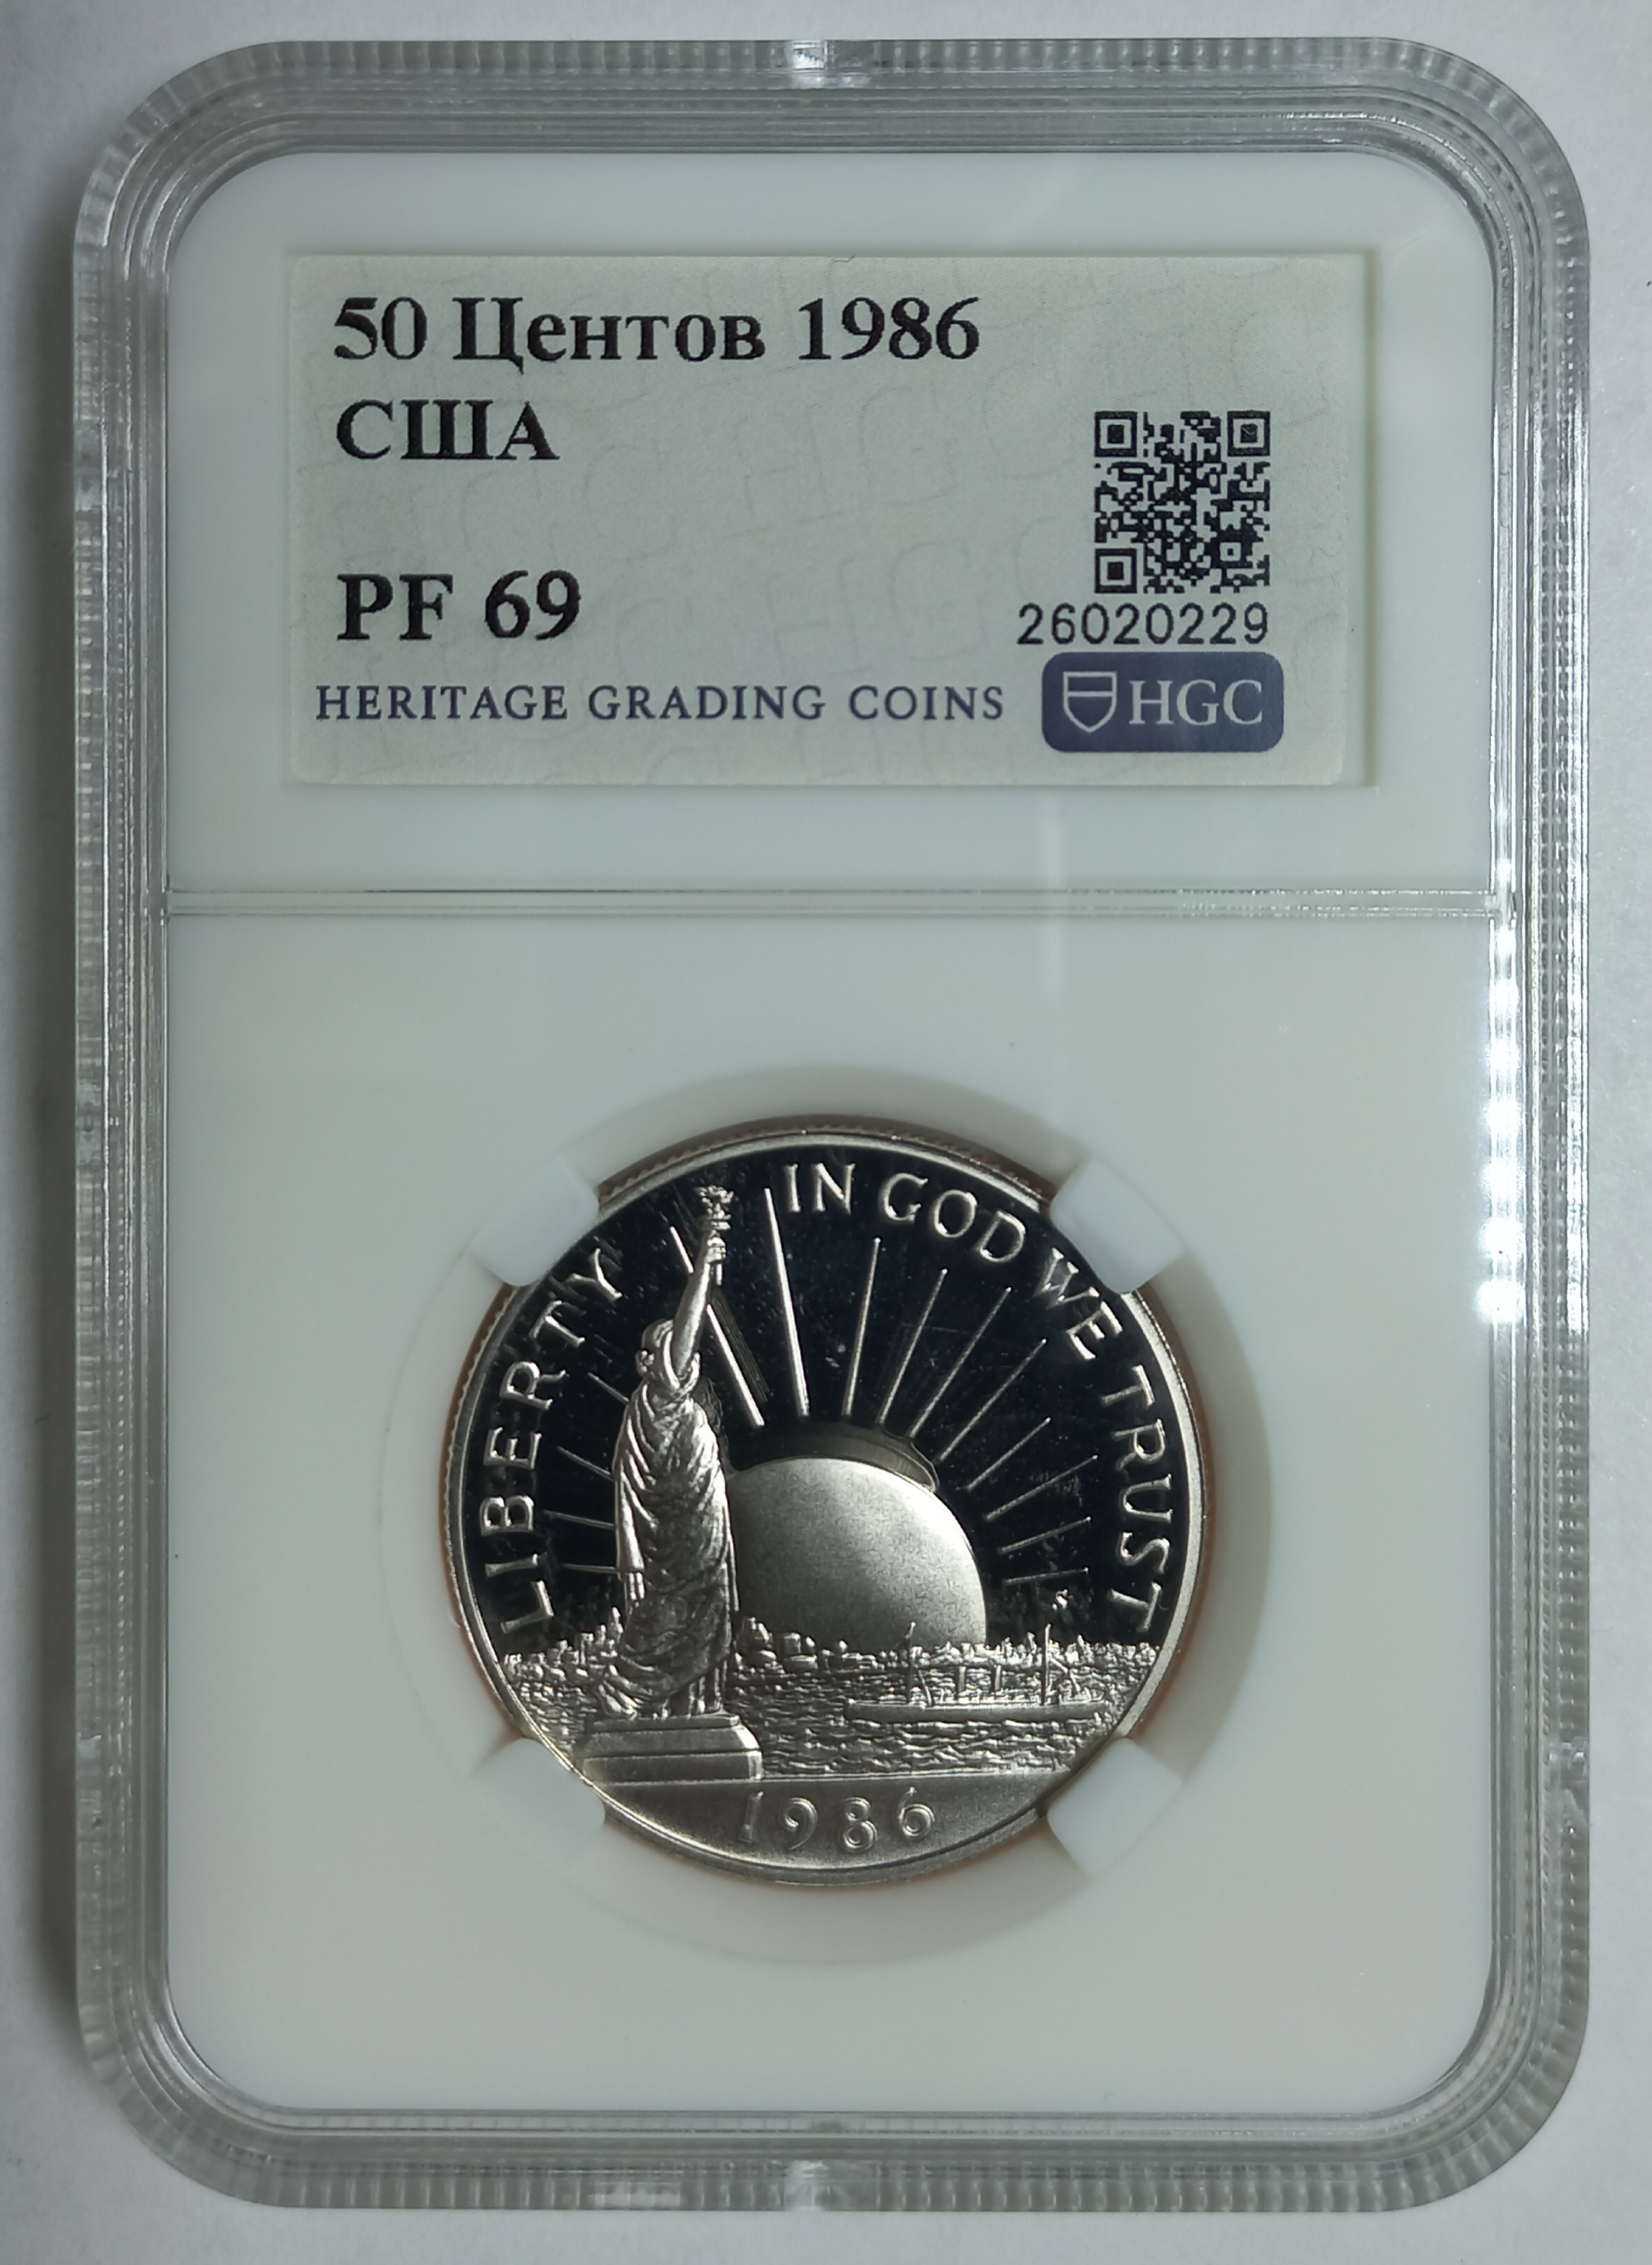 50 Центов 1986
США
PF 69
26020229
HERITAGE GRADING COINS
HGC
LIBERTY
IN GOD WE TRUST
S
1986